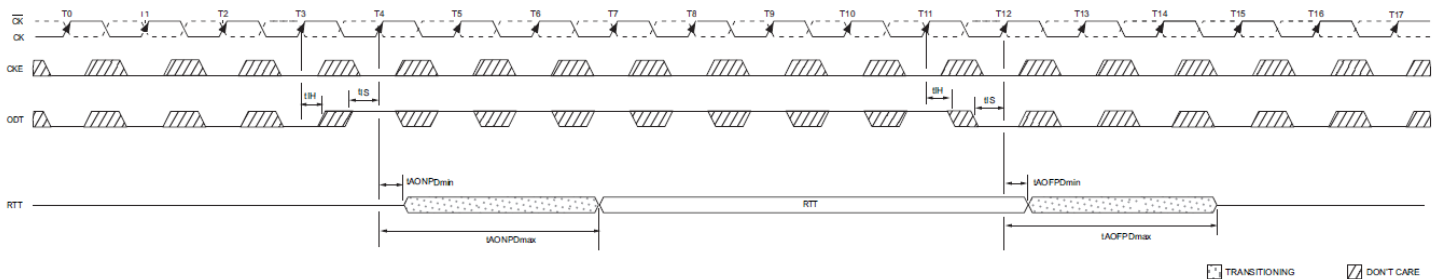 CK T0 T1 T2 T3 T4 T5 T6 T7 T8 T9 T10 T11 T12 T13 T14 T15 T16 T17
CK
CKE
tIH tIS tIH tIS
ODT
tAONPDmin tAOFPDmin
RTT RTT
tAONPDmax tAOFPDmax
TRANSITIONING DON'T CARE